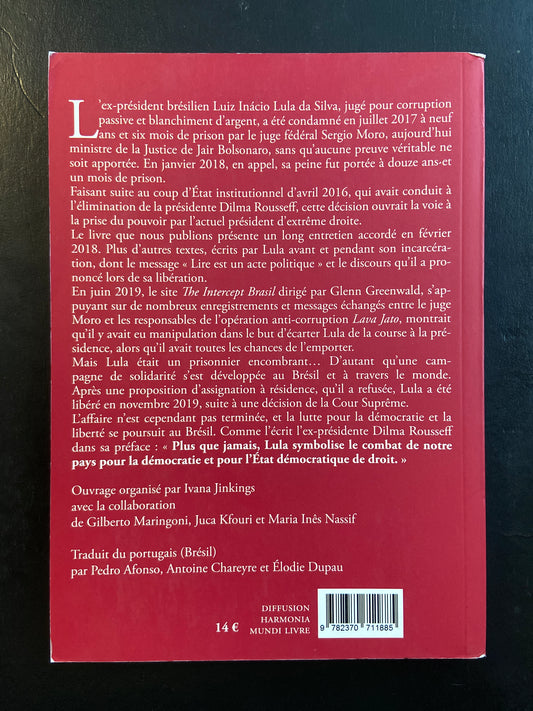 L'ex-président brésilien Luiz Inácio Lula da Silva, jugé pour corruption
passive et blanchiment d'argent, a été condamné en juillet 2017 à neuf
ans et six mois de prison par le juge fédéral Sergio Moro, aujourd'hui
ministre de la Justice de Jair Bolsonaro, sans qu'aucune preuve véritable ne
soit apportée. En janvier 2018, en appel, sa peine fut portée à douze ans et
un mois de prison.
Faisant suite au coup d'État institutionnel d'avril 2016, qui avait conduit à
l'élimination de la présidente Dilma Rousseff, cette décision ouvrait la voie à
la prise du pouvoir par l'actuel président d'extrême droite.
Le livre que nous publions présente un long entretien accordé en février
2018. Plus d'autres textes, écrits par Lula avant et pendant son incarcéra-
tion, dont le message « Lire est un acte politique » et le discours qu'il a pro-
noncé lors de sa libération.
En juin 2019, le site The Intercept Brasil dirigé par Glenn Greenwald, s'ap-
puyant sur de nombreux enregistrements et messages échangés entre le juge
Moro et les responsables de l'opération anti-corruption Lava Jato, montrait
qu'il y avait eu manipulation dans le but d'écarter Lula de la course à la pré-
sidence, alors qu'il avait toutes les chances de l'emporter.
Mais Lula était un prisonnier encombrant… D'autant qu'une cam-
pagne de solidarité s'est développée au Brésil et à travers le monde.
Après une proposition d'assignation à résidence, qu'il a refusée, Lula a été
libéré en novembre 2019, suite à une décision de la Cour Suprême.
L'affaire n'est cependant pas terminée, et la lutte pour la démocratie et la
liberté se poursuit au Brésil. Comme l'écrit l'ex-présidente Dilma Rousseff
dans sa préface : « Plus que jamais, Lula symbolise le combat de notre
pays pour la démocratie et pour l'État démocratique de droit. »
Ouvrage organisé par Ivana Jinkings
avec la collaboration
de Gilberto Maringoni, Juca Kfouri et Maria Inês Nassif
Traduit du portugais (Brésil)
par Pedro Afonso, Antoine Chareyre et Élodie Dupau
14 €
DIFFUSION
HARMONIA
MUNDI LIVRE
9 782370 711885